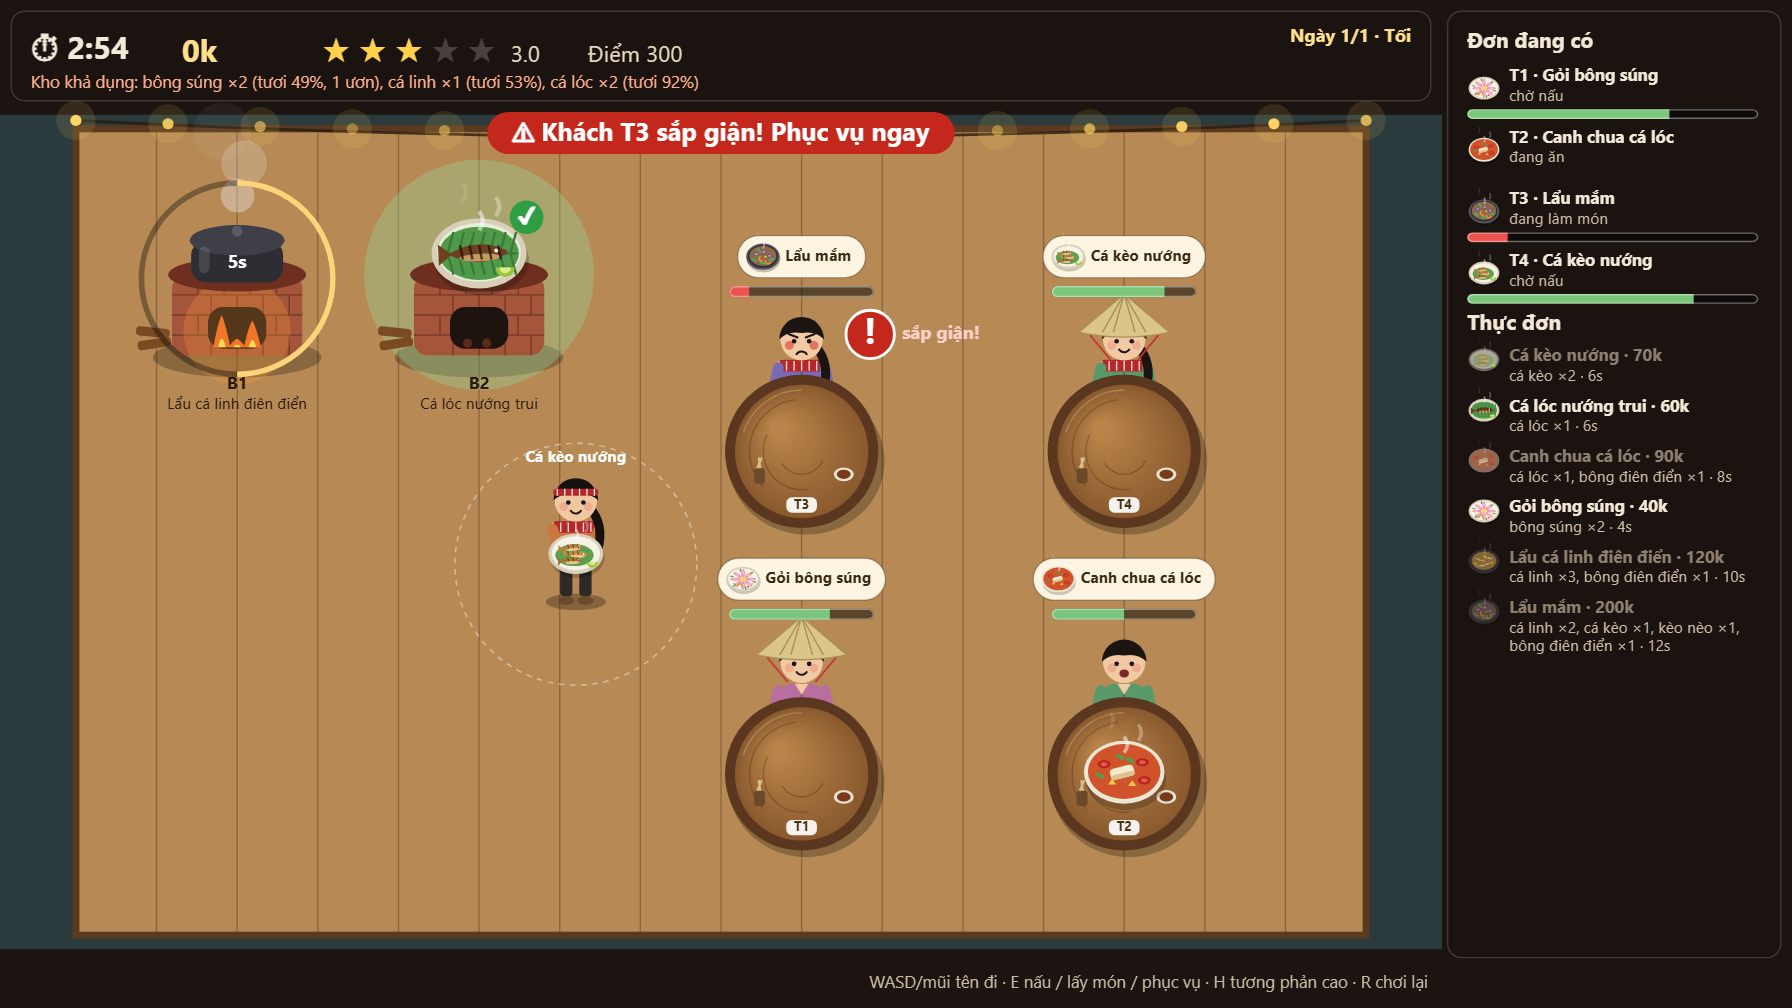 2:54
0k
3.0
Điểm 300
Ngày 1/1 · Tối
Kho khả dụng: bông súng ×2 (tươi 49%, 1 ươn), cá linh ×1 (tươi 53%), cá lóc ×2 (tươi 92%)
⚠ Khách T3 sắp giận! Phục vụ ngay
5s
B1
Lẩu cá linh điên điển
B2
Cá lóc nướng trui
Cá kèo nướng
Lẩu mắm
! sắp giận!
T3
Cá kèo nướng
T4
Gỏi bông súng
T1
Canh chua cá lóc
T2
Đơn đang có
T1 · Gỏi bông súng
chờ nấu
T2 · Canh chua cá lóc
đang ăn
T3 · Lẩu mắm
đang làm món
T4 · Cá kèo nướng
chờ nấu
Thực đơn
Cá kèo nướng · 70k
cá kèo ×2 · 6s
Cá lóc nướng trui · 60k
cá lóc ×1 · 6s
Canh chua cá lóc · 90k
cá lóc ×1, bông điên điển ×1 · 8s
Gỏi bông súng · 40k
bông súng ×2 · 4s
Lẩu cá linh điên điển · 120k
cá linh ×3, bông điên điển ×1 · 10s
Lẩu mắm · 200k
cá linh ×2, cá kèo ×1, kèo nèo ×1,
bông điên điển ×1 · 12s
WASD/mũi tên đi · E nấu / lấy món / phục vụ · H tương phản cao · R chơi lại